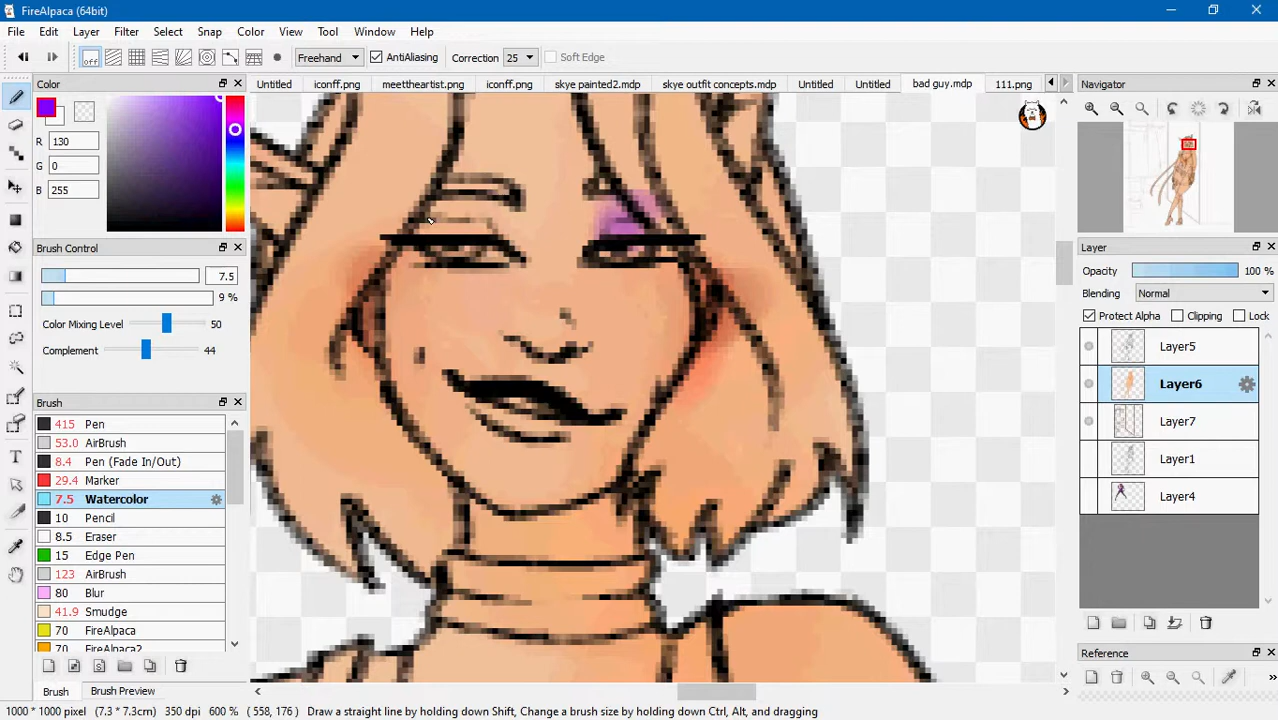 FireAlpaca (64bit)
File Edit Layer Filter Select Snap Color View Tool Window Help
off Freehand AntiAliasing Correction 25 Soft Edge
Color
Untitled iconff.png meettheartist.png iconff.png skye painted2.mdp skye outfit concepts.mdp Untitled Untitled bad guy.mdp 111.png
Navigator
R 130
G 0
B 255
Brush Control
7.5
9 %
Color Mixing Level 50
Complement 44
Layer
Opacity 100 %
Blending Normal
Protect Alpha Clipping Lock
Layer5
Layer6
Layer7
Layer1
Layer4
Brush
415 Pen
53.0 AirBrush
8.4 Pen (Fade In/Out)
29.4 Marker
7.5 Watercolor
10 Pencil
8.5 Eraser
15 Edge Pen
123 AirBrush
80 Blur
41.9 Smudge
70 FireAlpaca
70 FireAlpaca2
Reference
Brush Brush Preview
1000 * 1000 pixel (7.3 * 7.3cm) 350 dpi 600 % ( 558, 176 ) Draw a straight line by holding down Shift, Change a brush size by holding down Ctrl, Alt, and dragging